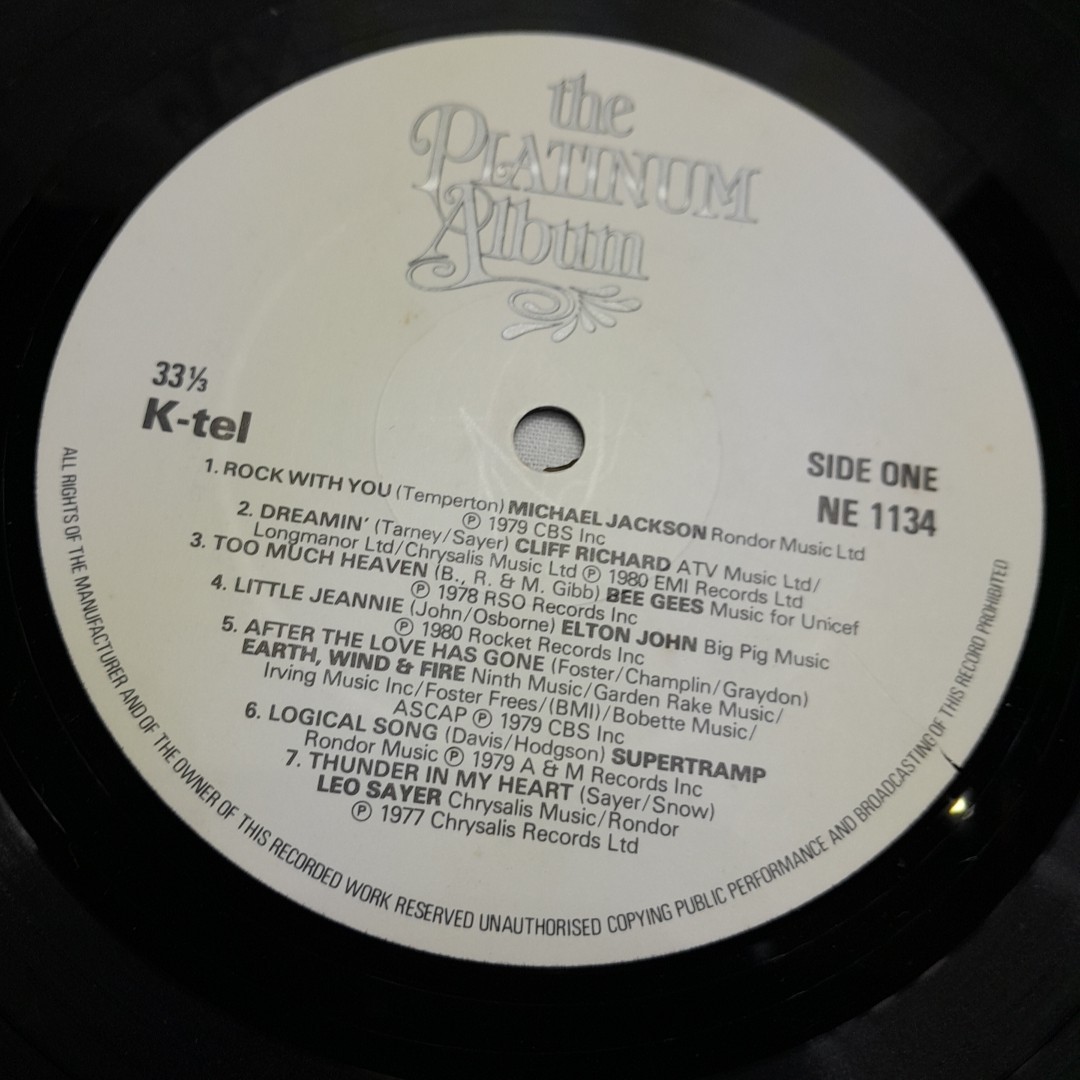 the
PLATINUM
Album
33⅓
K-tel
SIDE ONE
NE 1134
1. ROCK WITH YOU (Temperton) MICHAEL JACKSON Rondor Music Ltd
℗ 1979 CBS Inc
2. DREAMIN' (Tarney/Sayer) CLIFF RICHARD ATV Music Ltd/
Longmanor Ltd/Chrysalis Music Ltd ℗ 1980 EMI Records Ltd
3. TOO MUCH HEAVEN (B., R. & M. Gibb) BEE GEES Music for Unicef
℗ 1978 RSO Records Inc
4. LITTLE JEANNIE (John/Osborne) ELTON JOHN Big Pig Music
℗ 1980 Rocket Records Inc
5. AFTER THE LOVE HAS GONE (Foster/Champlin/Graydon)
EARTH, WIND & FIRE Ninth Music/Garden Rake Music/
Irving Music Inc/Foster Frees/(BMI)/Bobette Music/
ASCAP ℗ 1979 CBS Inc
6. LOGICAL SONG (Davis/Hodgson) SUPERTRAMP
Rondor Music ℗ 1979 A & M Records Inc
7. THUNDER IN MY HEART (Sayer/Snow)
LEO SAYER Chrysalis Music/Rondor
℗ 1977 Chrysalis Records Ltd
ALL RIGHTS OF THE MANUFACTURER AND OF THE OWNER OF THIS RECORDED WORK RESERVED UNAUTHORISED COPYING PUBLIC PERFORMANCE AND BROADCASTING OF THIS RECORD PROHIBITED